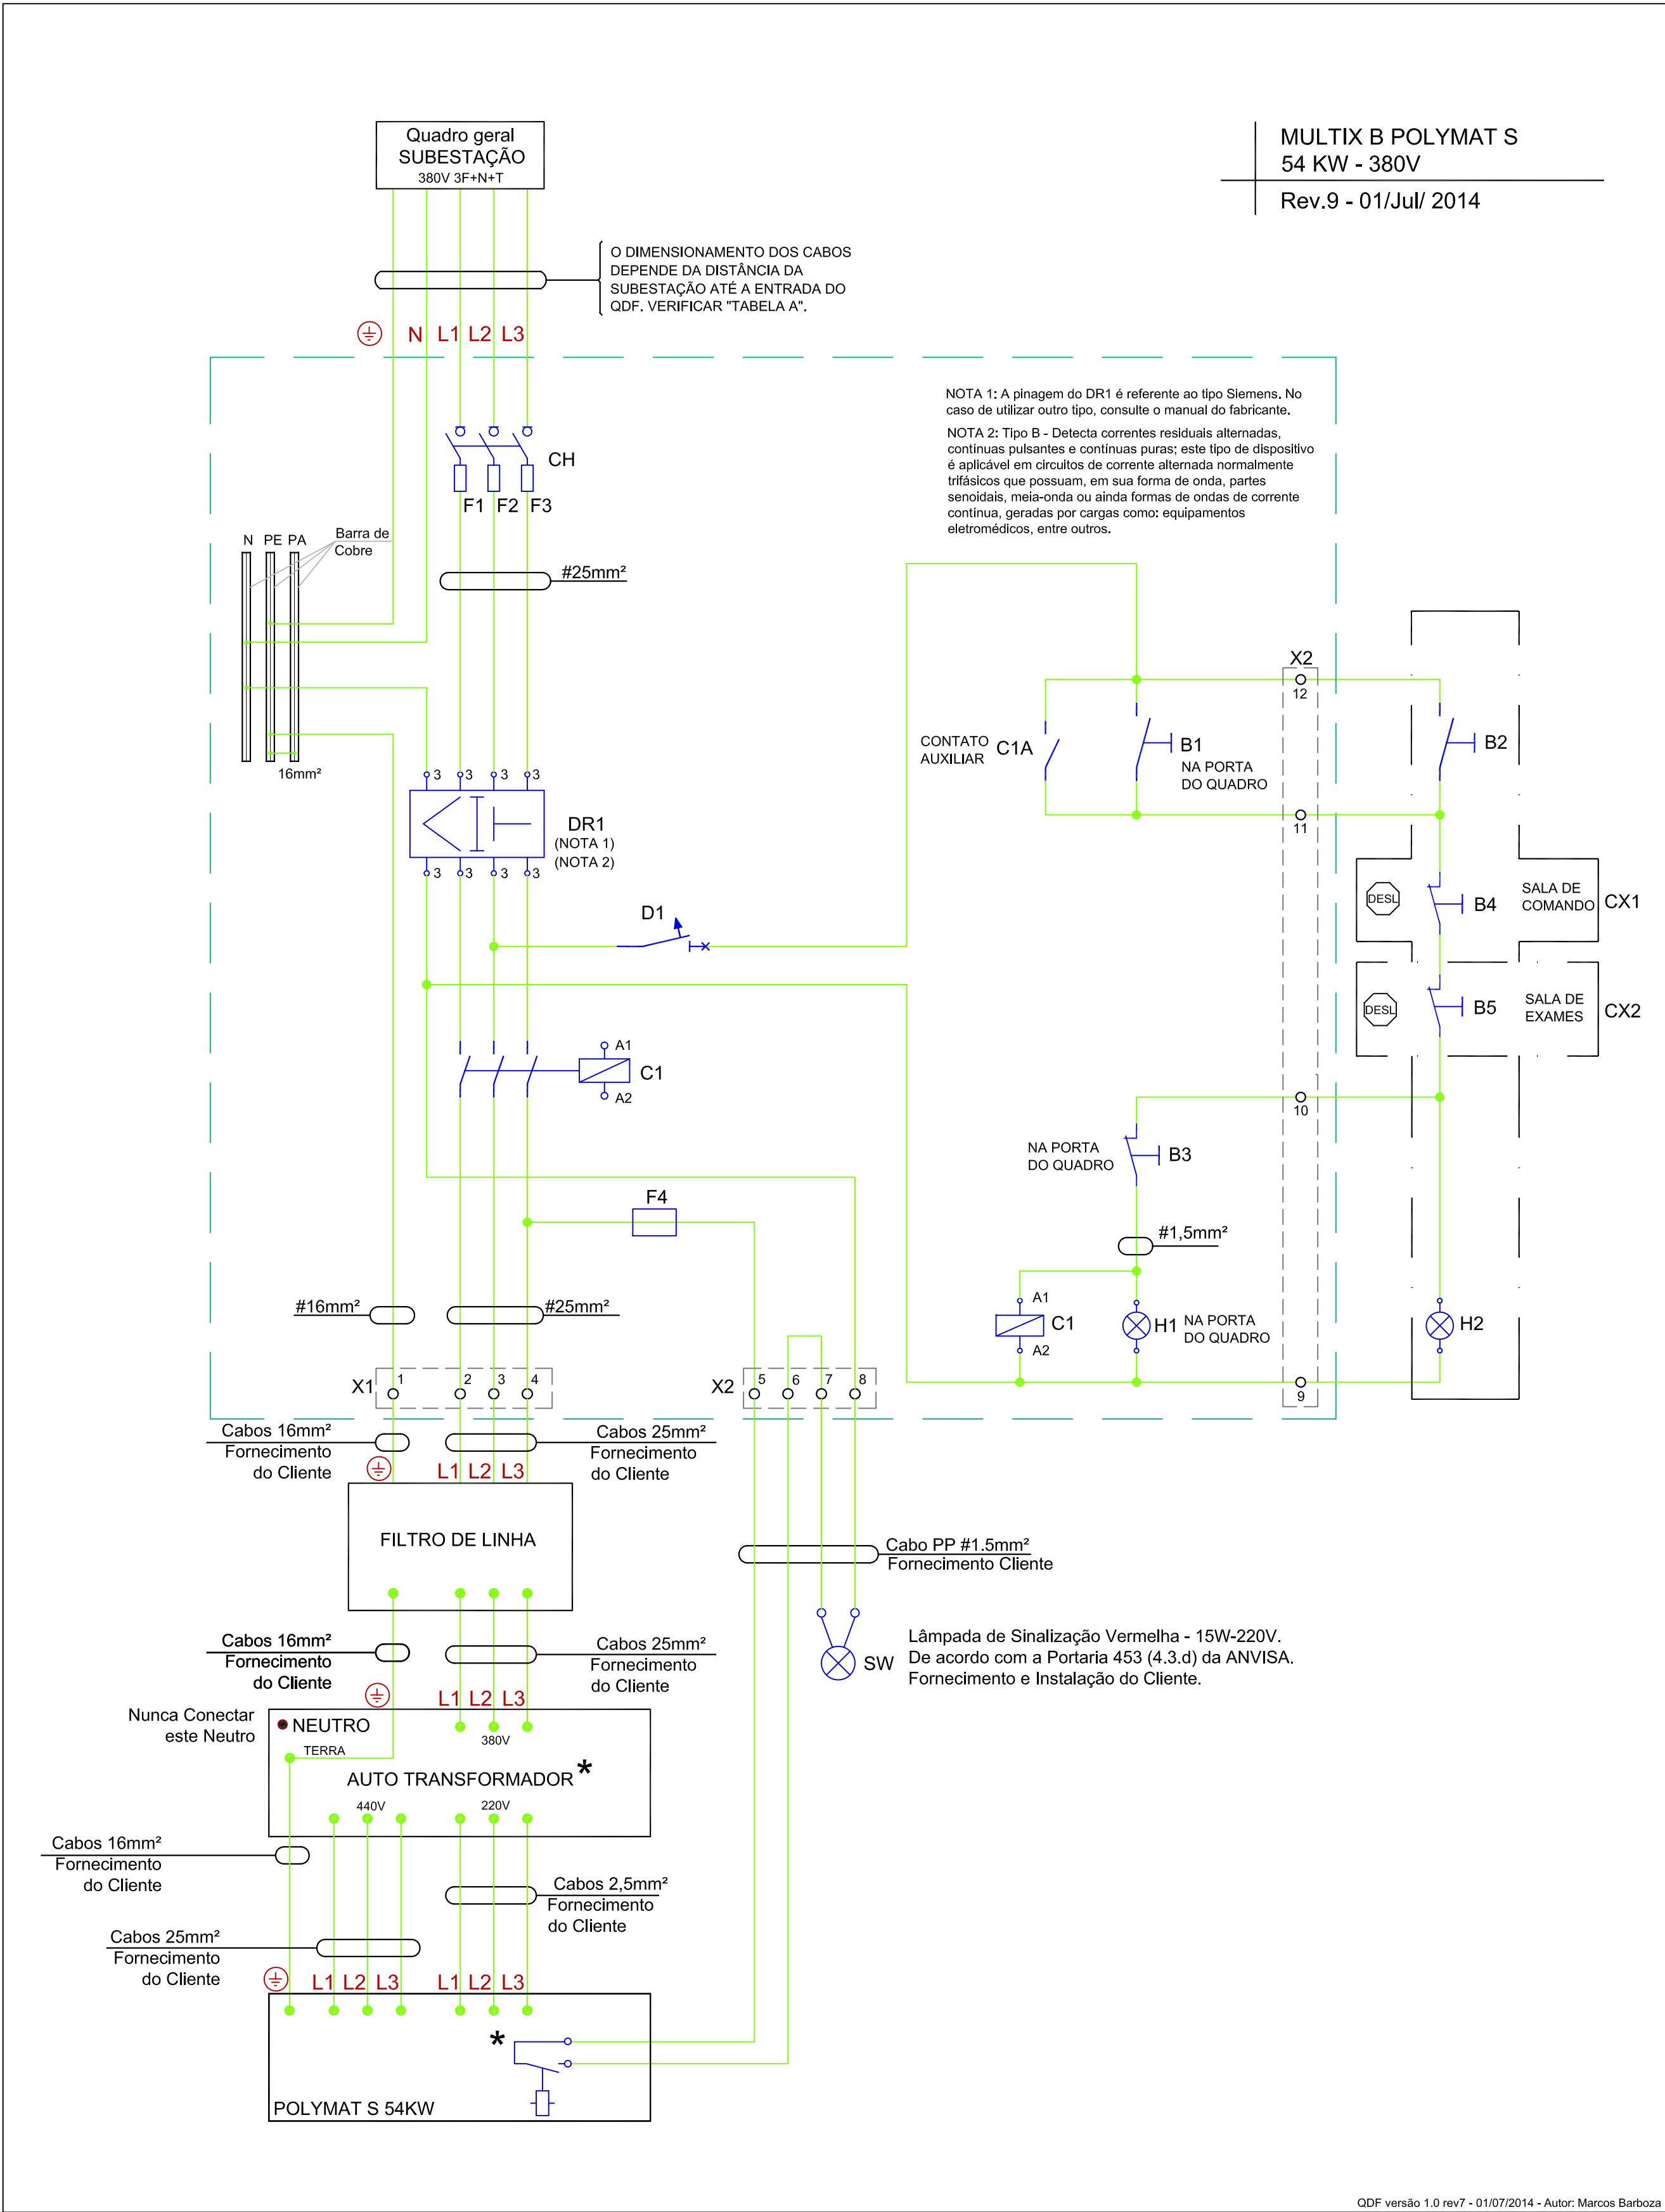 Quadro geral
SUBESTAÇÃO
380V 3F+N+T
MULTIX B POLYMAT S
54 KW - 380V
Rev.9 - 01/Jul/ 2014
O DIMENSIONAMENTO DOS CABOS
DEPENDE DA DISTÂNCIA DA
SUBESTAÇÃO ATÉ A ENTRADA DO
QDF. VERIFICAR "TABELA A".
N L1 L2 L3
NOTA 1: A pinagem do DR1 é referente ao tipo Siemens. No
caso de utilizar outro tipo, consulte o manual do fabricante.
NOTA 2: Tipo B - Detecta correntes residuais alternadas,
contínuas pulsantes e contínuas puras; este tipo de dispositivo
é aplicável em circuitos de corrente alternada normalmente
trifásicos que possuam, em sua forma de onda, partes
senoidais, meia-onda ou ainda formas de ondas de corrente
contínua, geradas por cargas como: equipamentos
eletromédicos, entre outros.
CH
F1 F2 F3
N PE PA
Barra de
Cobre
#25mm²
16mm²
X2
12
CONTATO
AUXILIAR
C1A
B1
NA PORTA
DO QUADRO
B2
11
3 3 3 3
DR1
(NOTA 1)
(NOTA 2)
3 3 3 3
DESL
B4
SALA DE
COMANDO
CX1
D1
DESL
B5
SALA DE
EXAMES
CX2
A1
C1
A2
10
NA PORTA
DO QUADRO
B3
F4
#1,5mm²
#16mm²
#25mm²
A1
C1
A2
H1
NA PORTA
DO QUADRO
H2
X1
1 2 3 4
X2
5 6 7 8
9
Cabos 16mm²
Fornecimento
do Cliente
Cabos 25mm²
Fornecimento
do Cliente
L1 L2 L3
FILTRO DE LINHA
Cabo PP #1.5mm²
Fornecimento Cliente
Cabos 16mm²
Fornecimento
do Cliente
Cabos 25mm²
Fornecimento
do Cliente
L1 L2 L3
SW
Lâmpada de Sinalização Vermelha - 15W-220V.
De acordo com a Portaria 453 (4.3.d) da ANVISA.
Fornecimento e Instalação do Cliente.
Nunca Conectar
este Neutro
NEUTRO
TERRA
380V
AUTO TRANSFORMADOR *
440V
220V
Cabos 16mm²
Fornecimento
do Cliente
Cabos 2,5mm²
Fornecimento
do Cliente
Cabos 25mm²
Fornecimento
do Cliente
L1 L2 L3
L1 L2 L3
*
POLYMAT S 54KW
QDF versão 1.0 rev7 - 01/07/2014 - Autor: Marcos Barboza